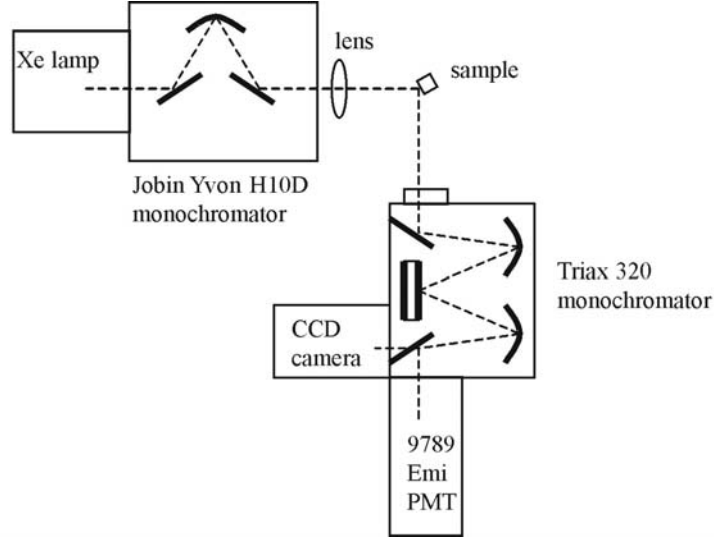 Xe lamp
lens
sample
Jobin Yvon H10D
monochromator
Triax 320
monochromator
CCD
camera
9789
Emi
PMT